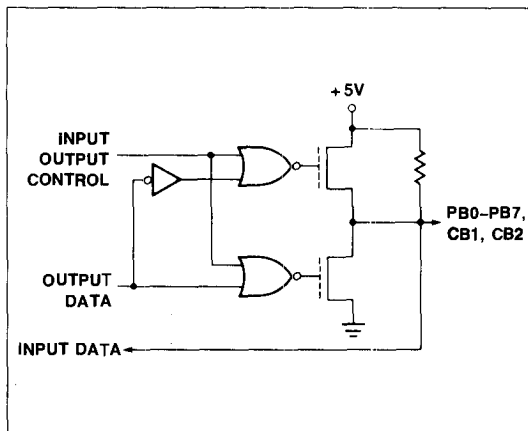 +5V
INPUT
OUTPUT
CONTROL
PB0–PB7,
CB1, CB2
OUTPUT
DATA
INPUT DATA